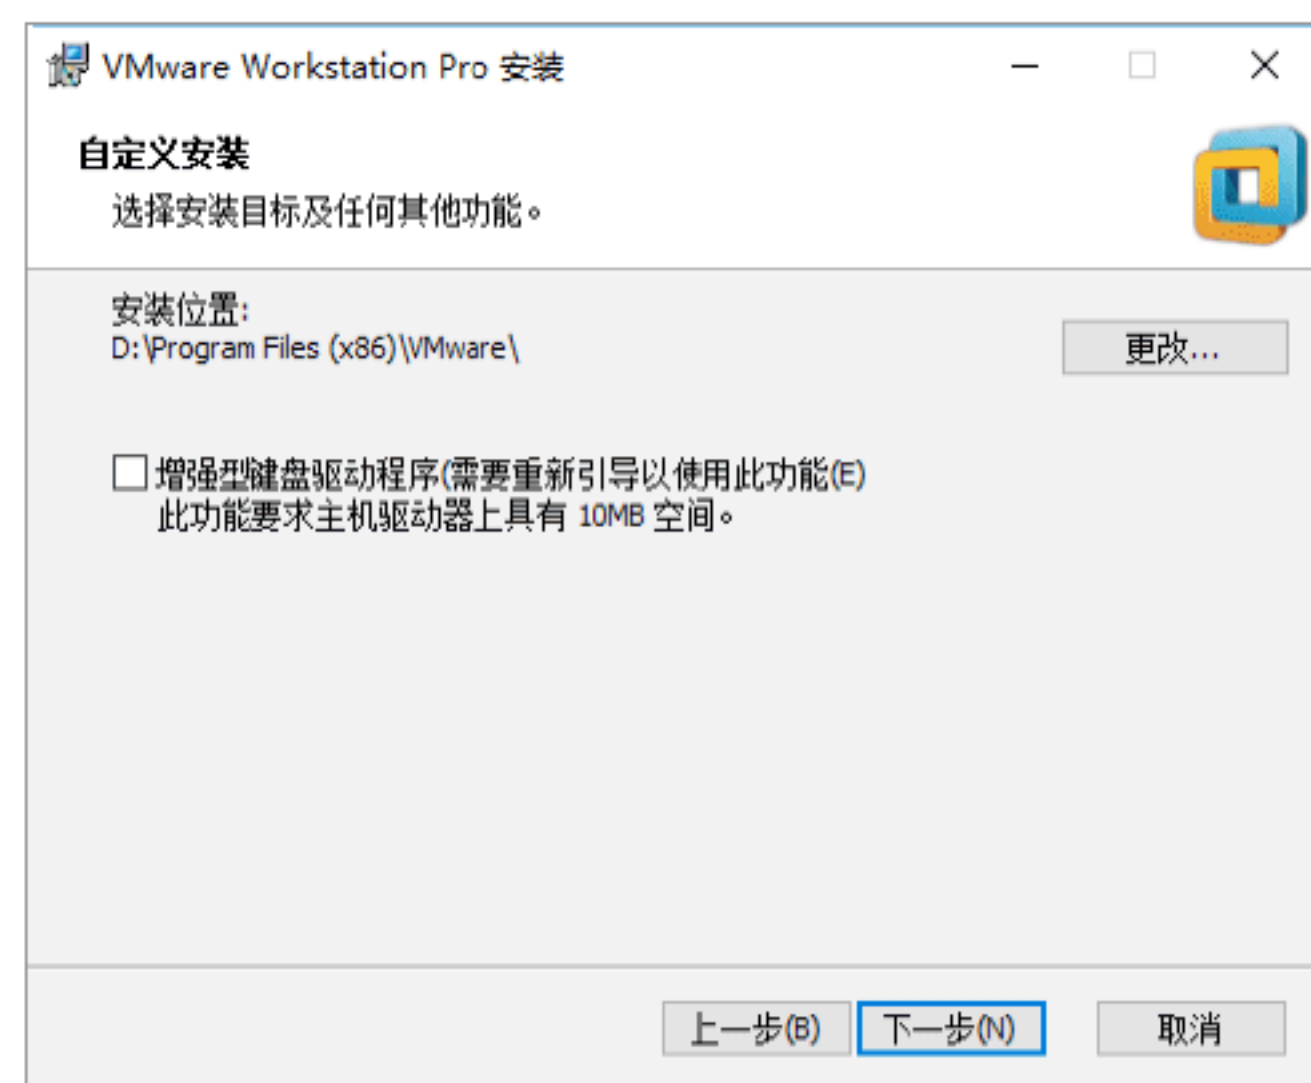 VMware Workstation Pro 安装
自定义安装
选择安装目标及任何其他功能。
安装位置:
D:\Program Files (x86)\VMware\
更改...
增强型键盘驱动程序(需要重新引导以使用此功能(E)
此功能要求主机驱动器上具有 10MB 空间。
上一步(B) 下一步(N) 取消